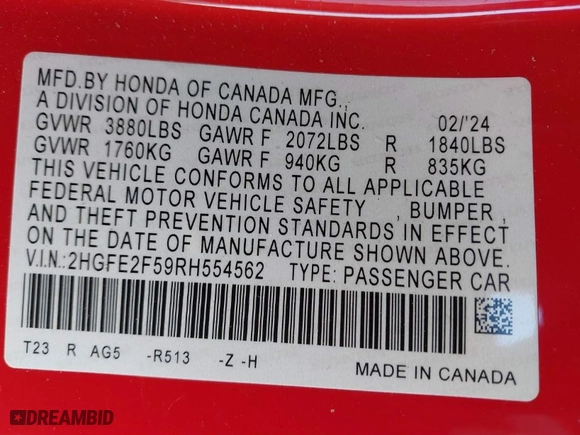 MFD.BY HONDA OF CANADA MFG.,
A DIVISION OF HONDA CANADA INC. 02/'24
GVWR 3880LBS GAWR F 2072LBS R 1840LBS
GVWR 1760KG GAWR F 940KG R 835KG
THIS VEHICLE CONFORMS TO ALL APPLICABLE
FEDERAL MOTOR VEHICLE SAFETY , BUMPER ,
AND THEFT PREVENTION STANDARDS IN EFFECT
ON THE DATE OF MANUFACTURE SHOWN ABOVE.
V.I.N.:2HGFE2F59RH554562 TYPE: PASSENGER CAR
T23 R AG5 -R513 -Z -H
MADE IN CANADA
DREAMBID